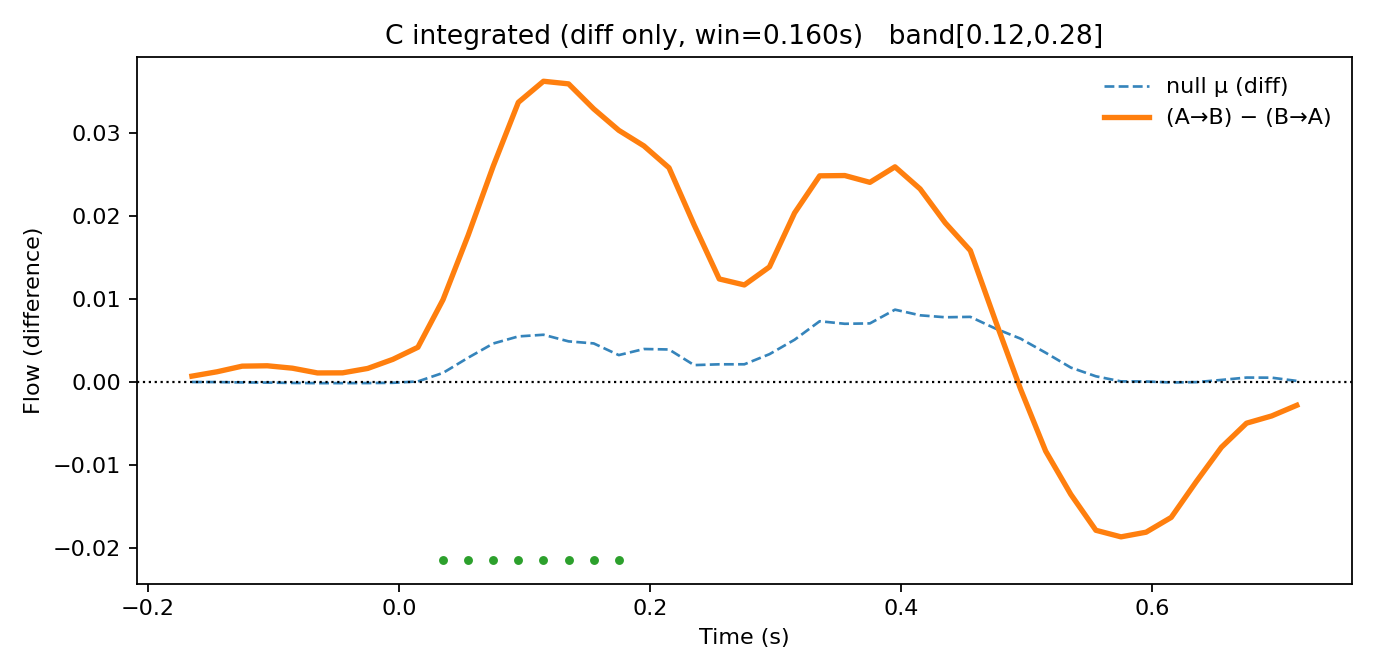 C integrated (diff only, win=0.160s)   band[0.12,0.28]
null μ (diff)
(A→B) − (B→A)
Flow (difference)
0.03
0.02
0.01
0.00
−0.01
−0.02
−0.2
0.0
0.2
0.4
0.6
Time (s)